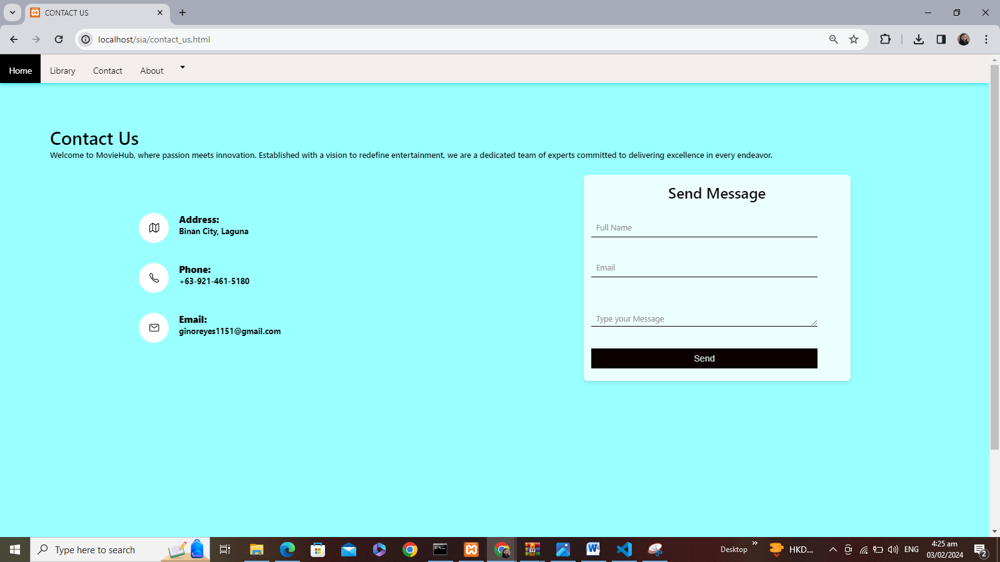 CONTACT US
localhost/sia/contact_us.html
Home Library Contact About
Contact Us
Welcome to MovieHub, where passion meets innovation. Established with a vision to redefine entertainment, we are a dedicated team of experts committed to delivering excellence in every endeavor.
Address:
Binan City, Laguna
Phone:
+63-921-461-5180
Email:
ginoreyes1151@gmail.com
Send Message
Full Name
Email
Type your Message
Send
Type here to search
Desktop
HKD...
ENG
4:25 am
03/02/2024
2